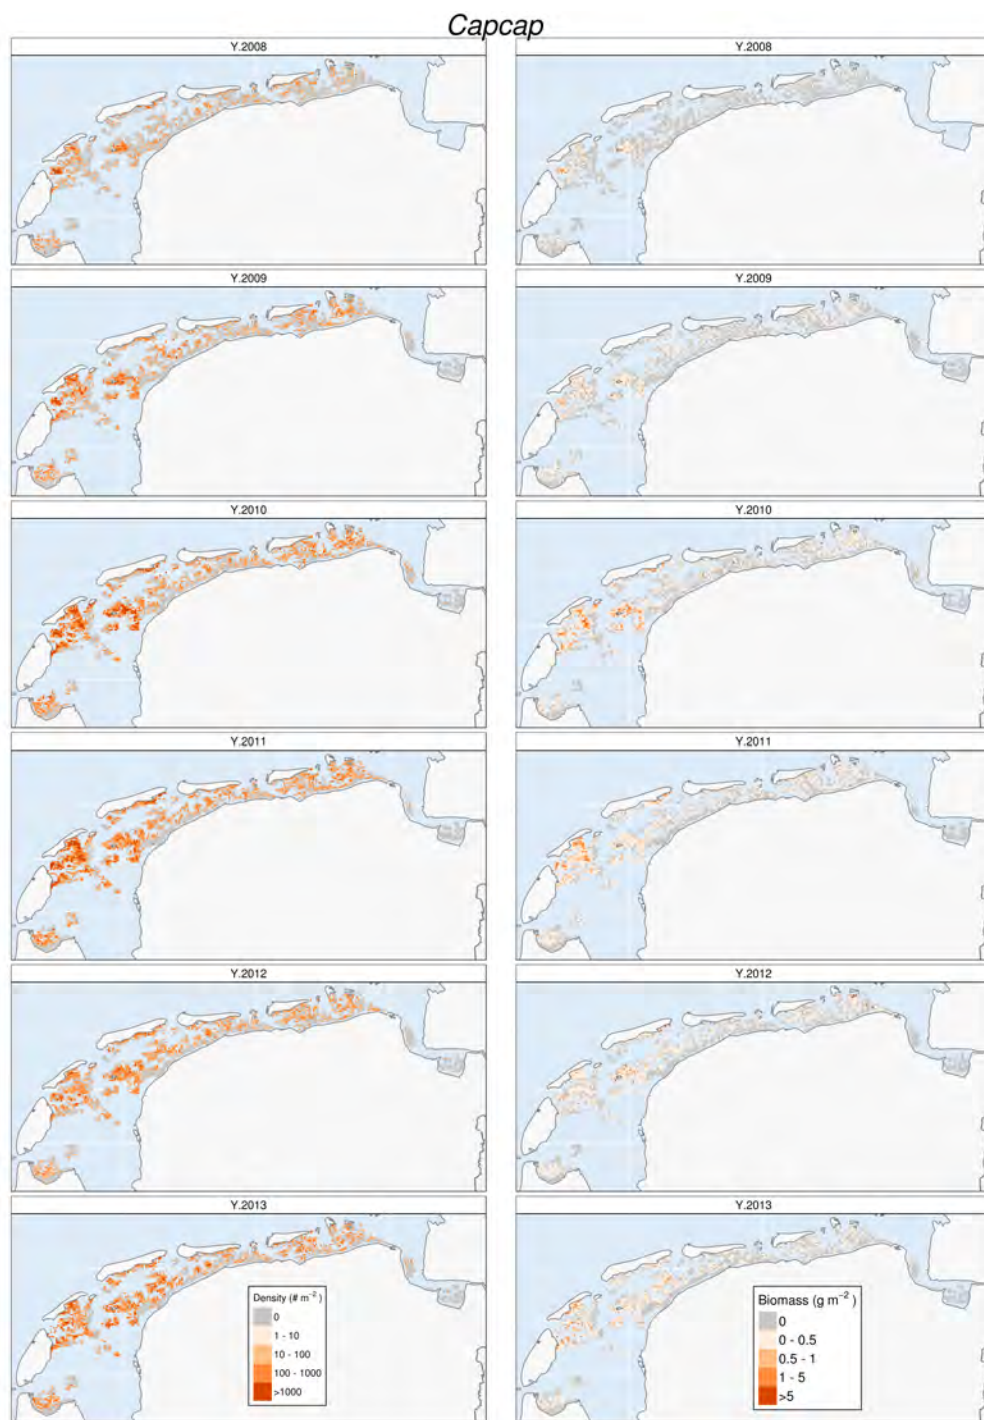 Capcap
Y.2008 Y.2008
Y.2009 Y.2009
Y.2010 Y.2010
Y.2011 Y.2011
Y.2012 Y.2012
Y.2013 Y.2013
Density (# m⁻²)
0
1 - 10
10 - 100
100 - 1000
>1000
Biomass (g m⁻²)
0
0 - 0.5
0.5 - 1
1 - 5
>5